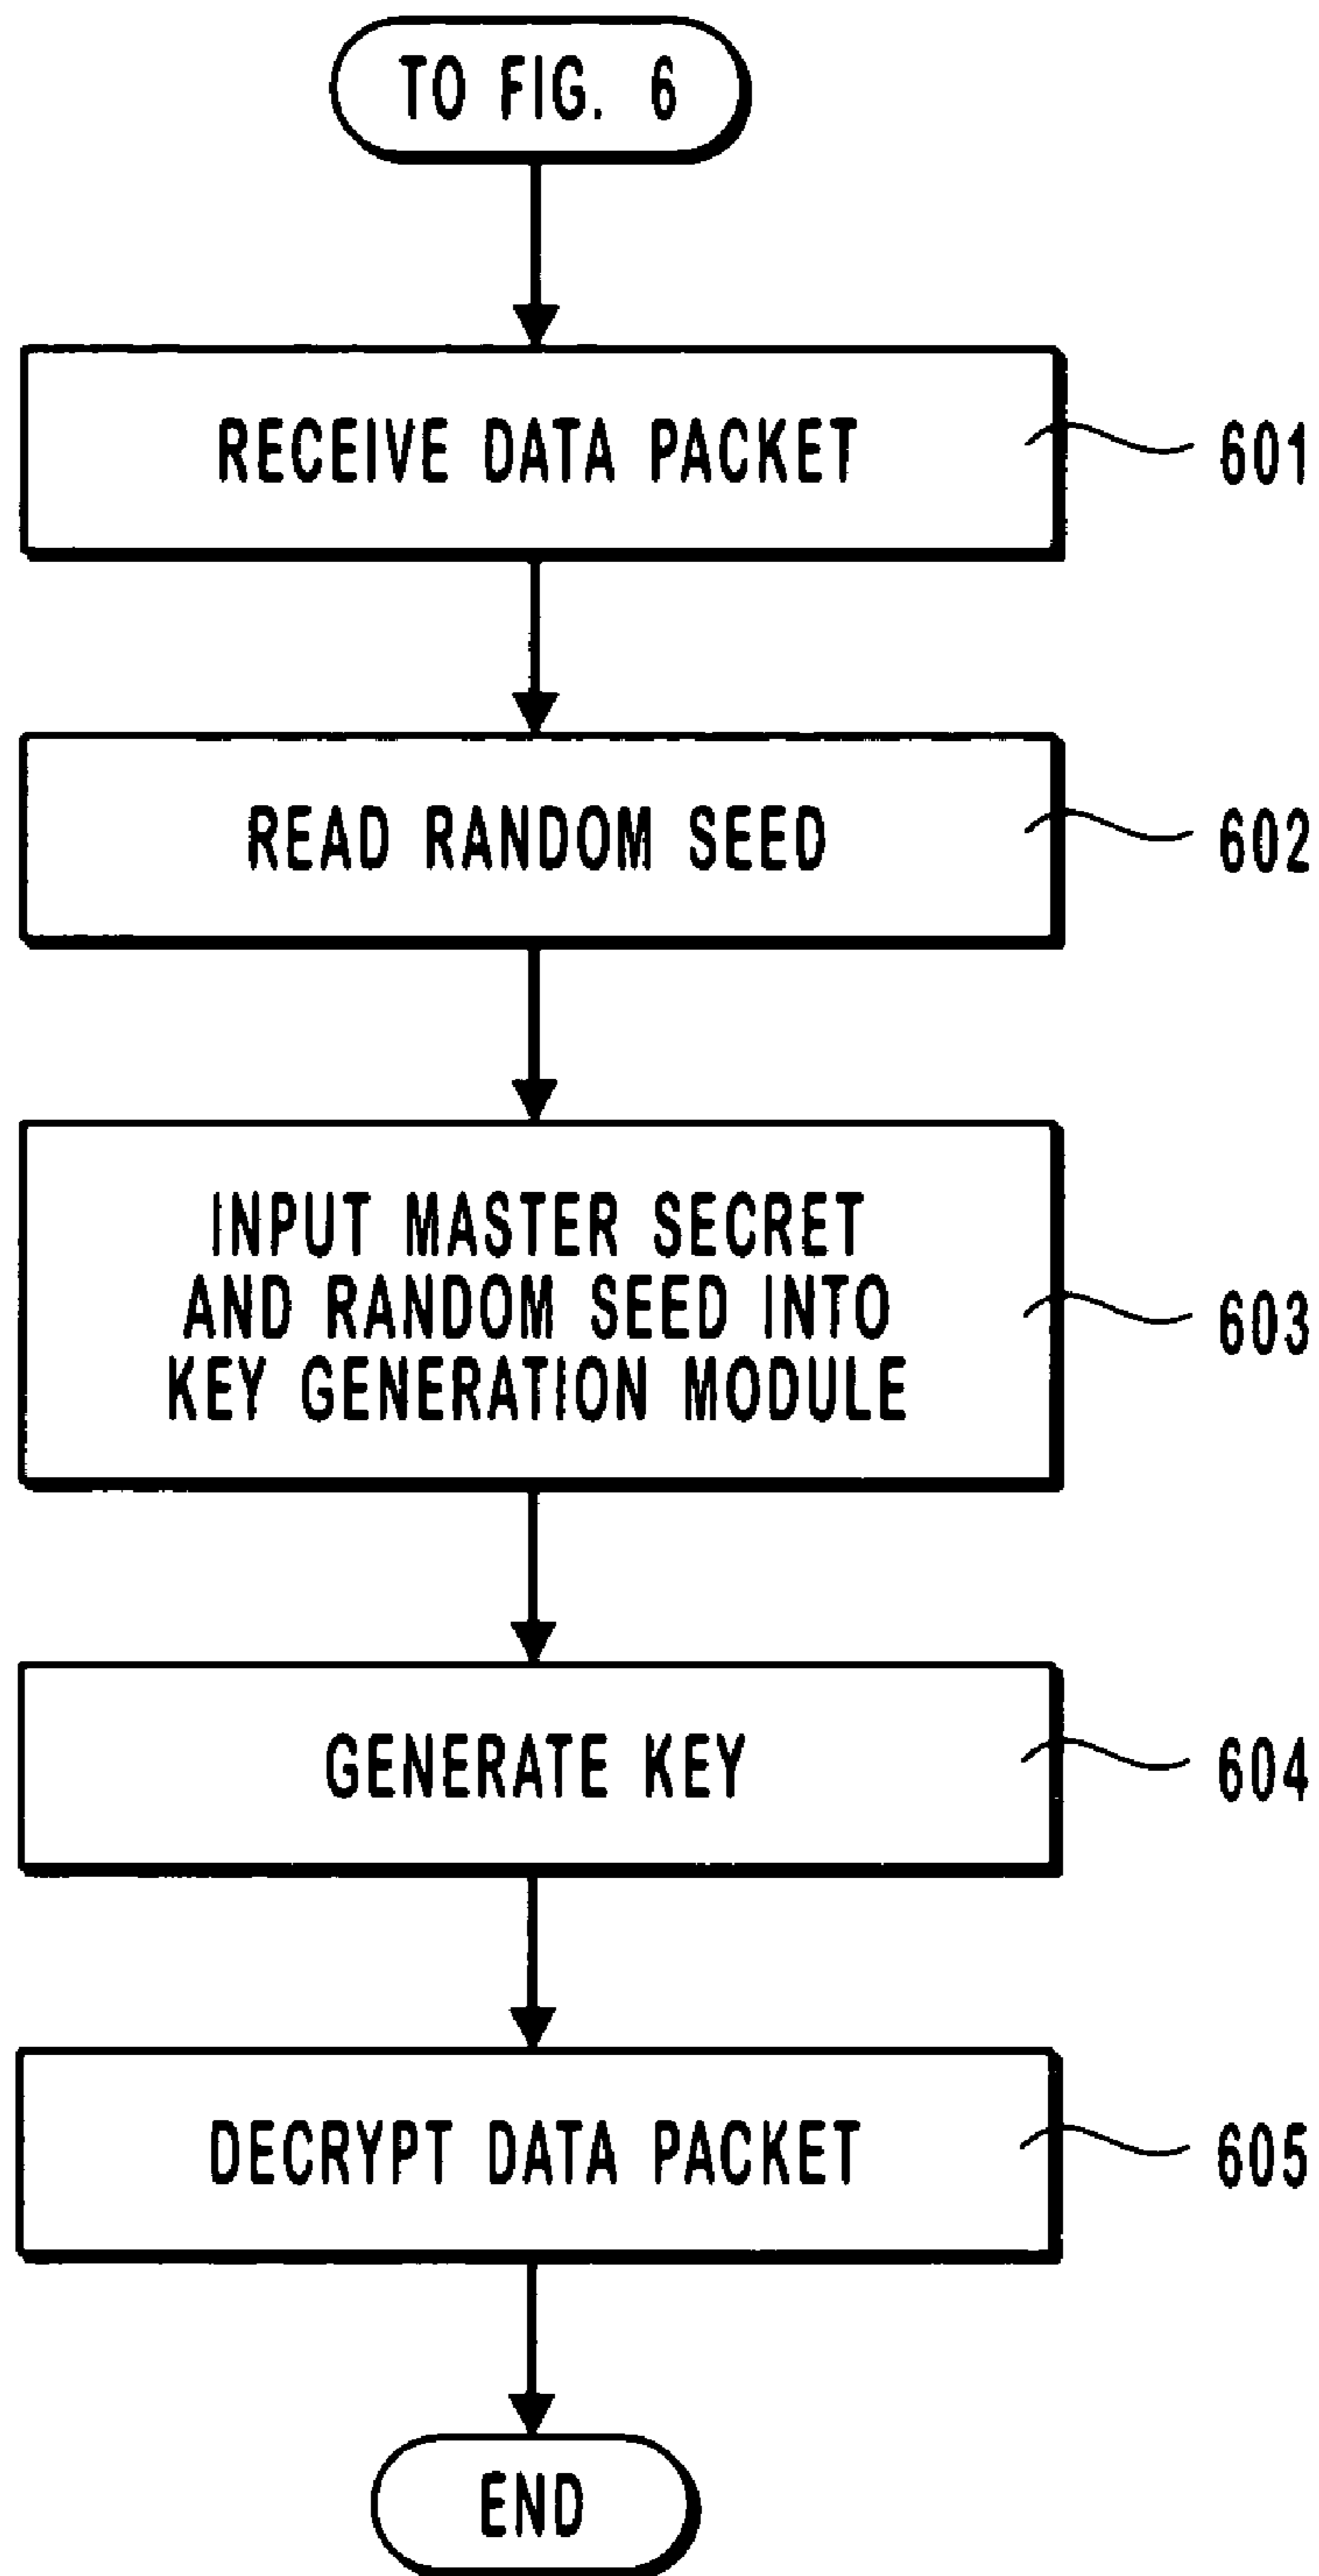 TO FIG. 6
RECEIVE DATA PACKET
601
READ RANDOM SEED
602
INPUT MASTER SECRET
AND RANDOM SEED INTO
KEY GENERATION MODULE
603
GENERATE KEY
604
DECRYPT DATA PACKET
605
END